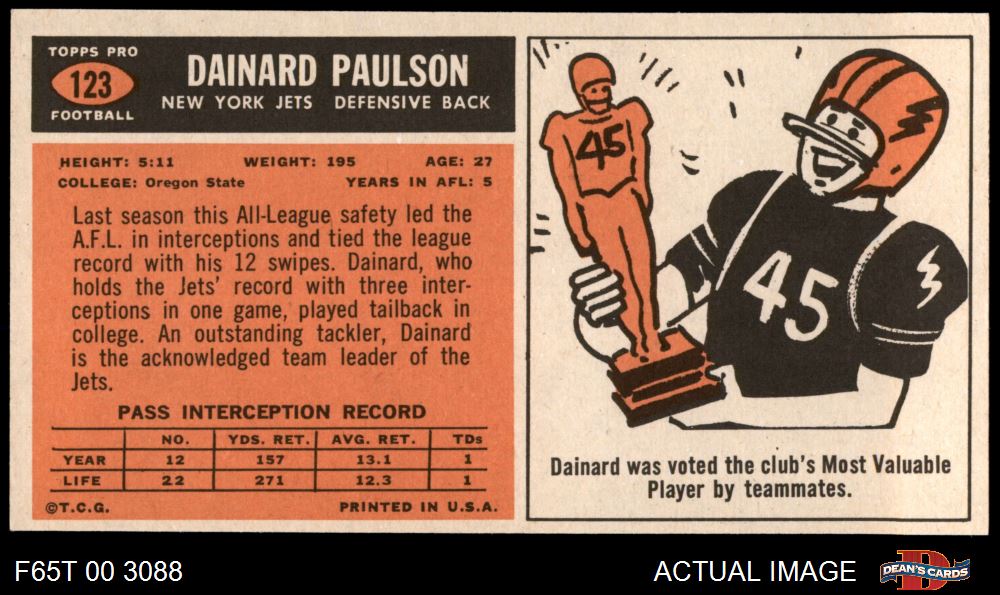 TOPPS PRO
123
FOOTBALL
DAINARD PAULSON
NEW YORK JETS DEFENSIVE BACK
HEIGHT: 5:11 WEIGHT: 195 AGE: 27
COLLEGE: Oregon State YEARS IN AFL: 5
Last season this All-League safety led the
A.F.L. in interceptions and tied the league
record with his 12 swipes. Dainard, who
holds the Jets' record with three inter-
ceptions in one game, played tailback in
college. An outstanding tackler, Dainard
is the acknowledged team leader of the
Jets.
PASS INTERCEPTION RECORD
NO. YDS. RET. AVG. RET. TDs
YEAR 12 157 13.1 1
LIFE 22 271 12.3 1
©T.C.G. PRINTED IN U.S.A.
45
45
Dainard was voted the club's Most Valuable
Player by teammates.
F65T 00 3088
ACTUAL IMAGE
D
DEAN'S CARDS